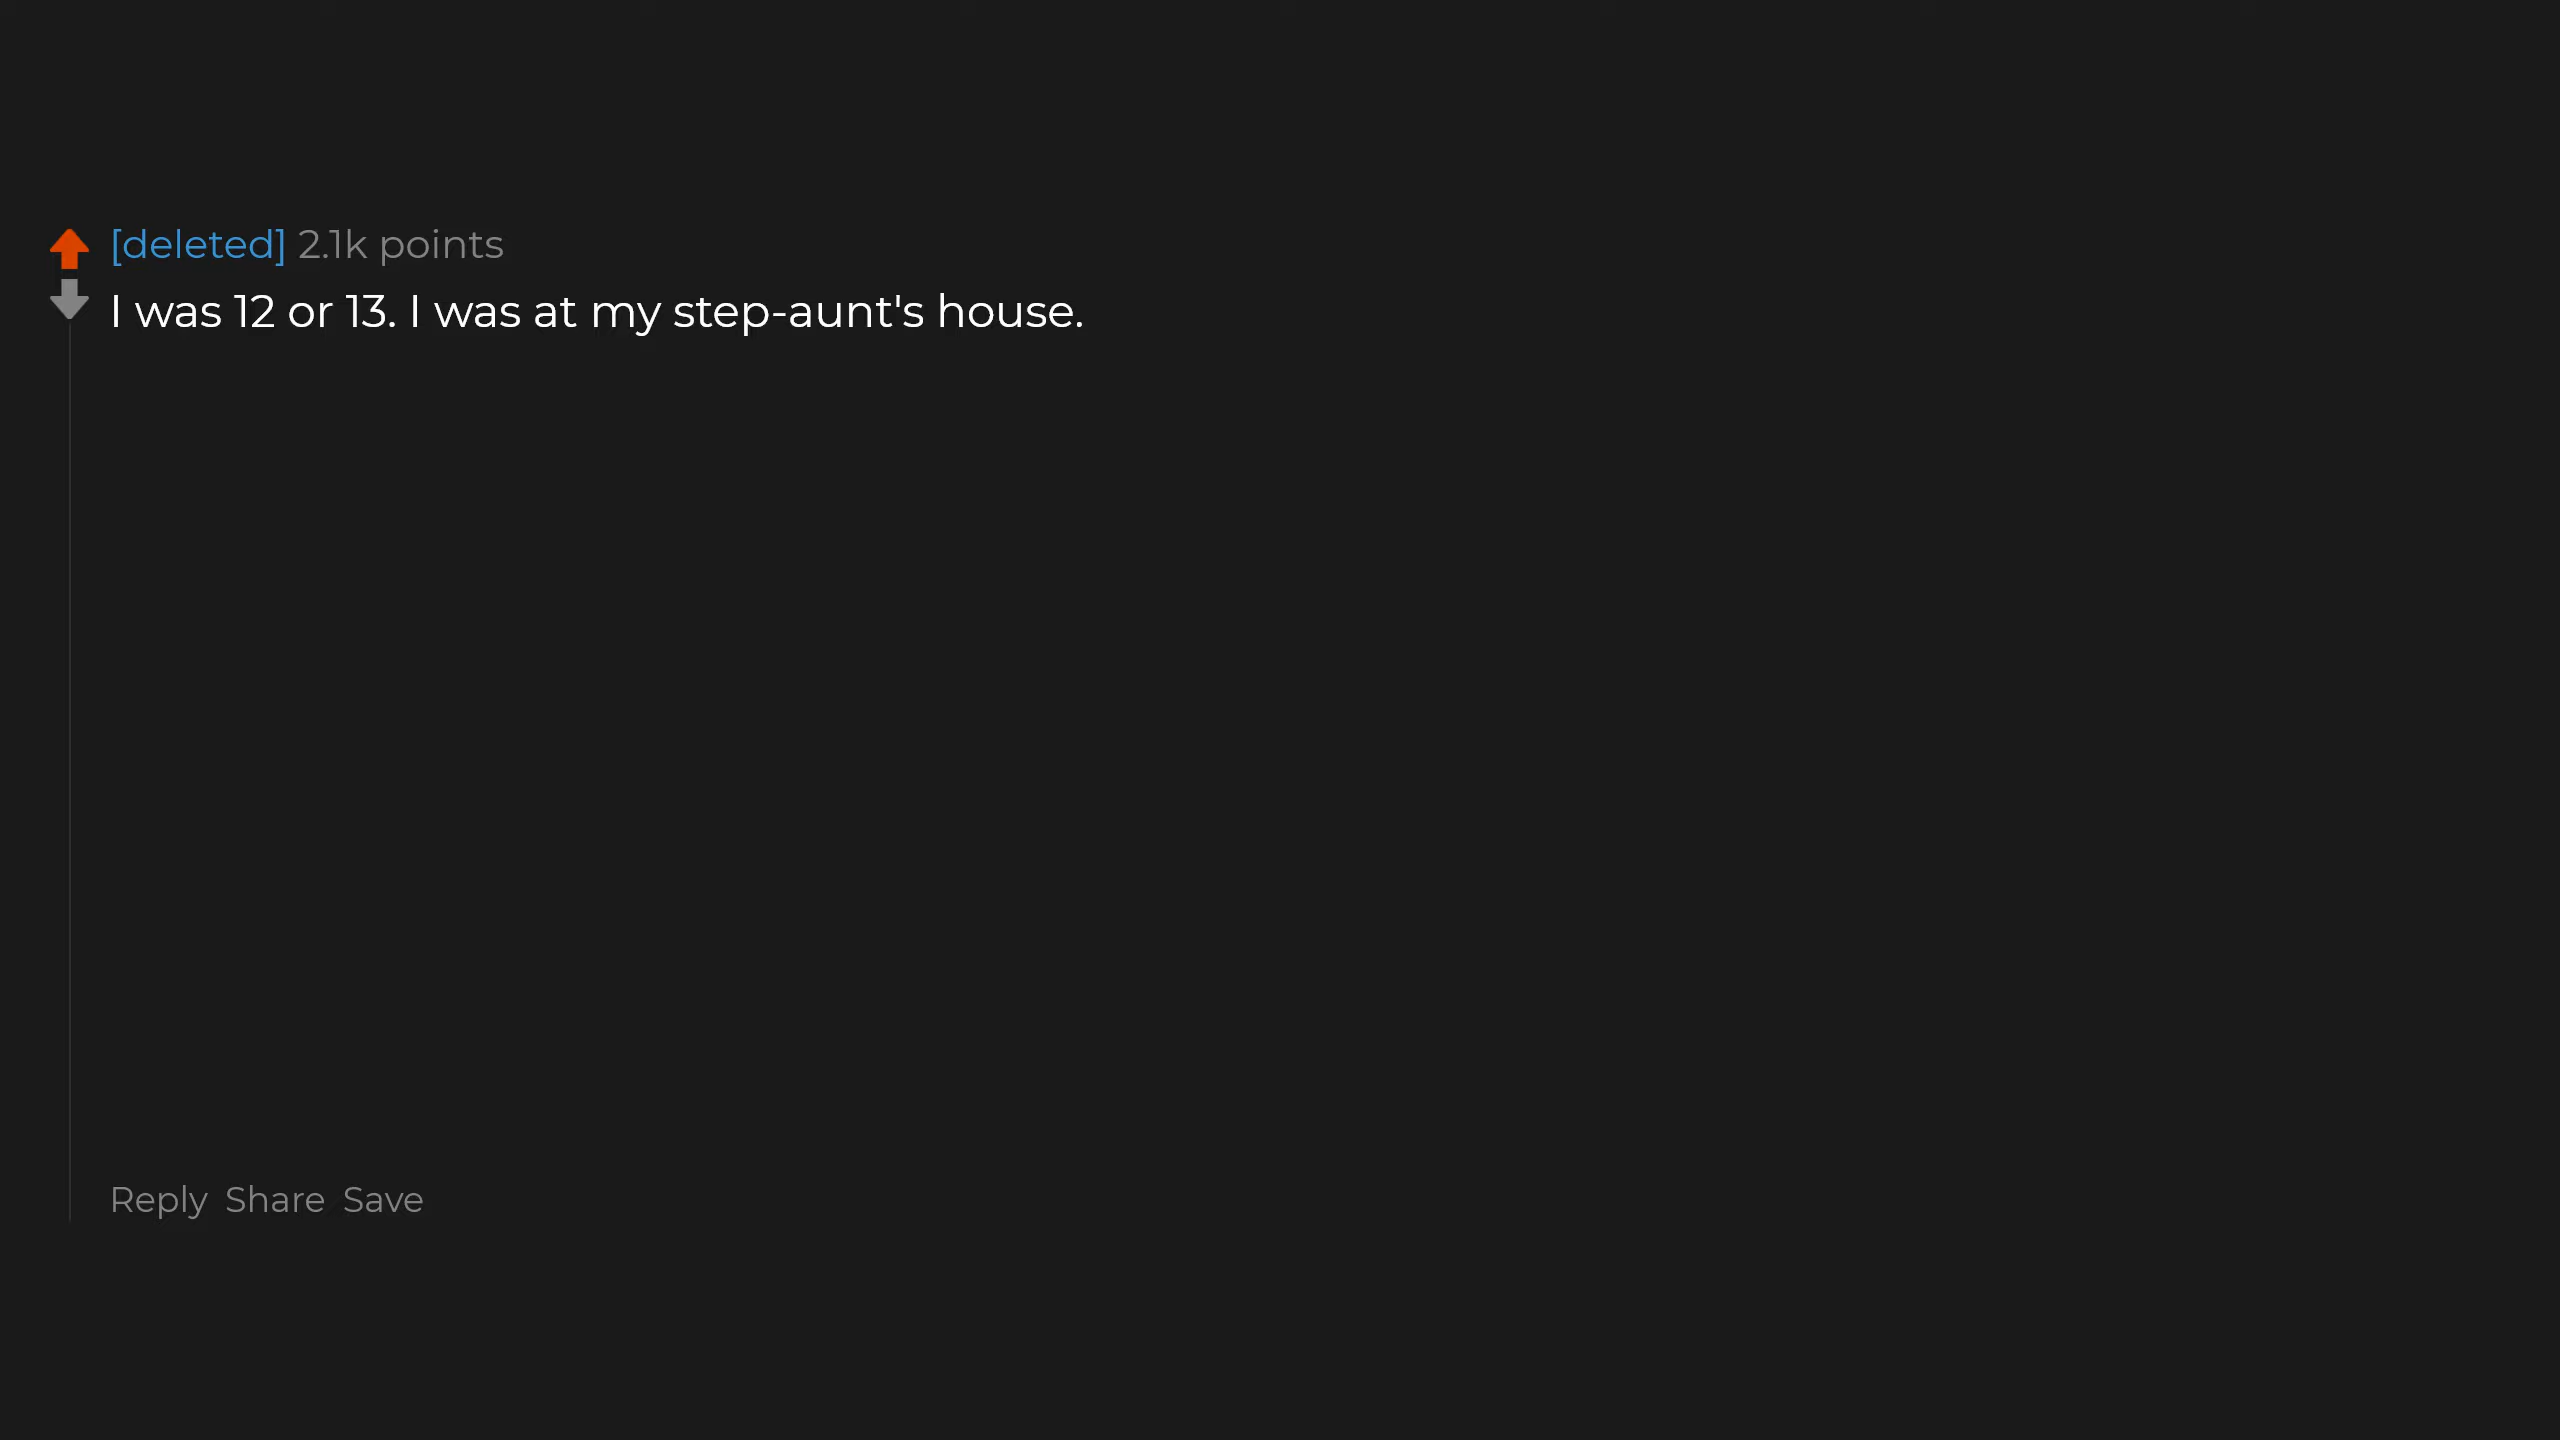 [deleted] 2.1k points
I was 12 or 13. I was at my step-aunt's house.
Reply Share Save